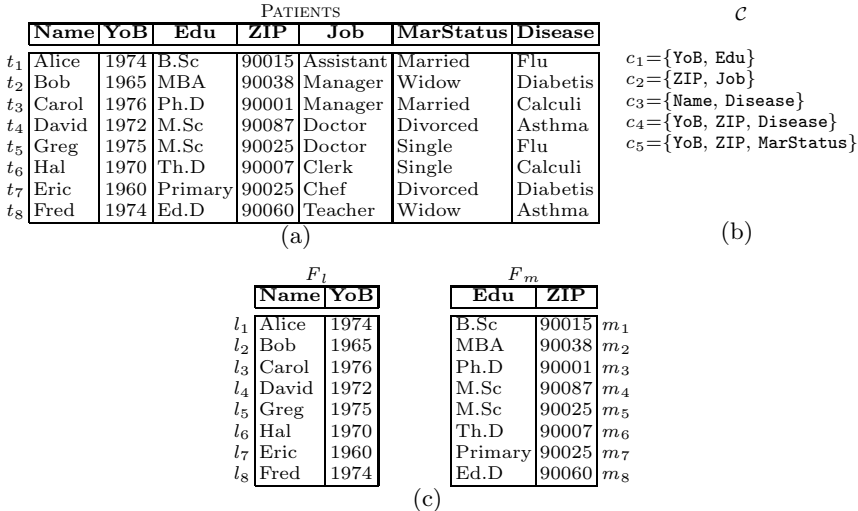 PATIENTS
Name YoB Edu ZIP Job MarStatus Disease
t1 Alice 1974 B.Sc 90015 Assistant Married Flu
t2 Bob 1965 MBA 90038 Manager Widow Diabetis
t3 Carol 1976 Ph.D 90001 Manager Married Calculi
t4 David 1972 M.Sc 90087 Doctor Divorced Asthma
t5 Greg 1975 M.Sc 90025 Doctor Single Flu
t6 Hal 1970 Th.D 90007 Clerk Single Calculi
t7 Eric 1960 Primary 90025 Chef Divorced Diabetis
t8 Fred 1974 Ed.D 90060 Teacher Widow Asthma
(a)
C
c1={YoB, Edu}
c2={ZIP, Job}
c3={Name, Disease}
c4={YoB, ZIP, Disease}
c5={YoB, ZIP, MarStatus}
(b)
Fl
Name YoB
l1 Alice 1974
l2 Bob 1965
l3 Carol 1976
l4 David 1972
l5 Greg 1975
l6 Hal 1970
l7 Eric 1960
l8 Fred 1974
Fm
Edu ZIP
B.Sc 90015 m1
MBA 90038 m2
Ph.D 90001 m3
M.Sc 90087 m4
M.Sc 90025 m5
Th.D 90007 m6
Primary 90025 m7
Ed.D 90060 m8
(c)